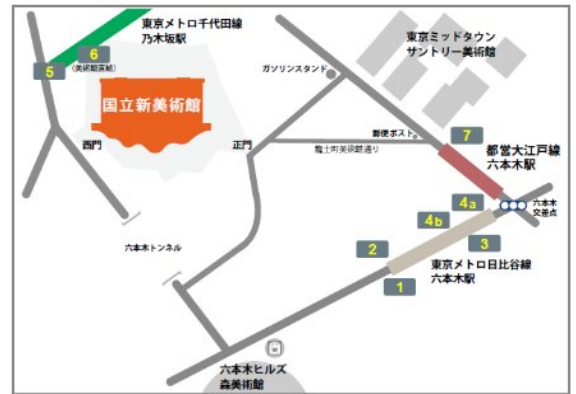 東京メトロ千代田線
乃木坂駅
6
(美術館直結)
5
国立新美術館
西門
正門
東京ミッドタウン
サントリー美術館
ガソリンスタンド
郵便ポスト
龍土町美術館通り
7
都営大江戸線
六本木駅
4a
六本木
交差点
4b
3
2
1
東京メトロ日比谷線
六本木駅
六本木トンネル
六本木ヒルズ
森美術館